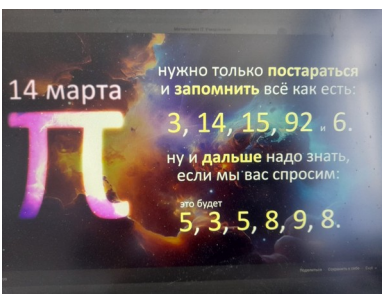 14 марта
π
нужно только постараться
и запомнить всё как есть:
3, 14, 15, 92 и 6.
ну и дальше надо знать,
если мы вас спросим:
это будет
5, 3, 5, 8, 9, 8.